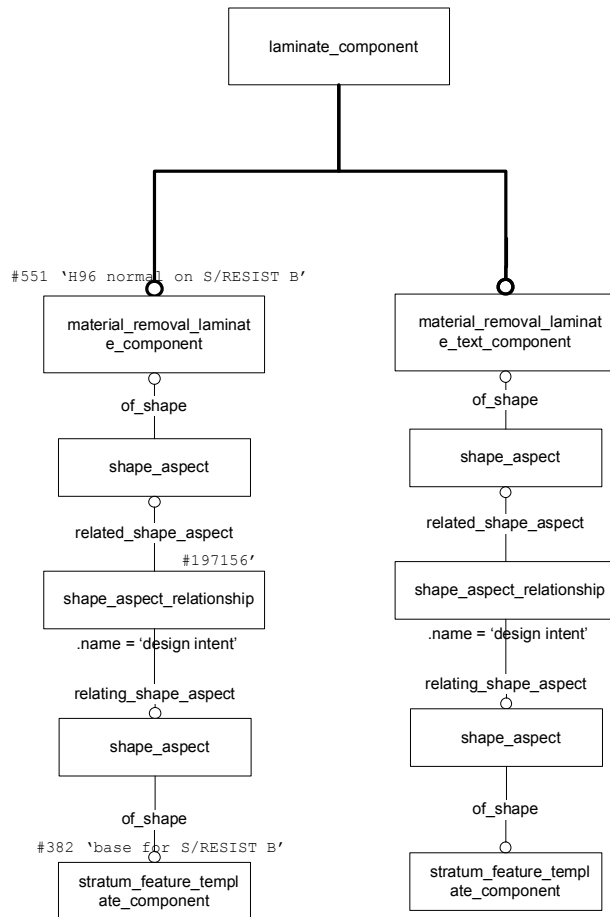 laminate_component
#551 ‘H96 normal on S/RESIST B’
material_removal_laminat
e_component
of_shape
shape_aspect
related_shape_aspect
#197156’
shape_aspect_relationship
.name = ‘design intent’
relating_shape_aspect
shape_aspect
of_shape
#382 ‘base for S/RESIST B’
stratum_feature_templ
ate_component
material_removal_laminat
e_text_component
of_shape
shape_aspect
related_shape_aspect
shape_aspect_relationship
.name = ‘design intent’
relating_shape_aspect
shape_aspect
of_shape
stratum_feature_templ
ate_component